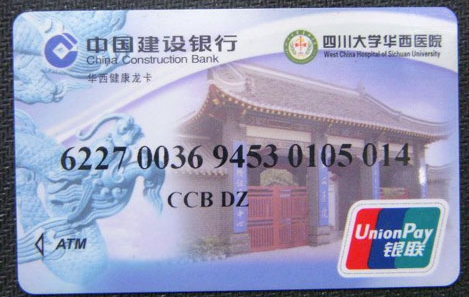 中国建设银行
China Construction Bank
华西健康龙卡
四川大学华西医院
West China Hospital of Sichuan University
6227 0036 9453 0105 014
CCB DZ
ATM
UnionPay
银联